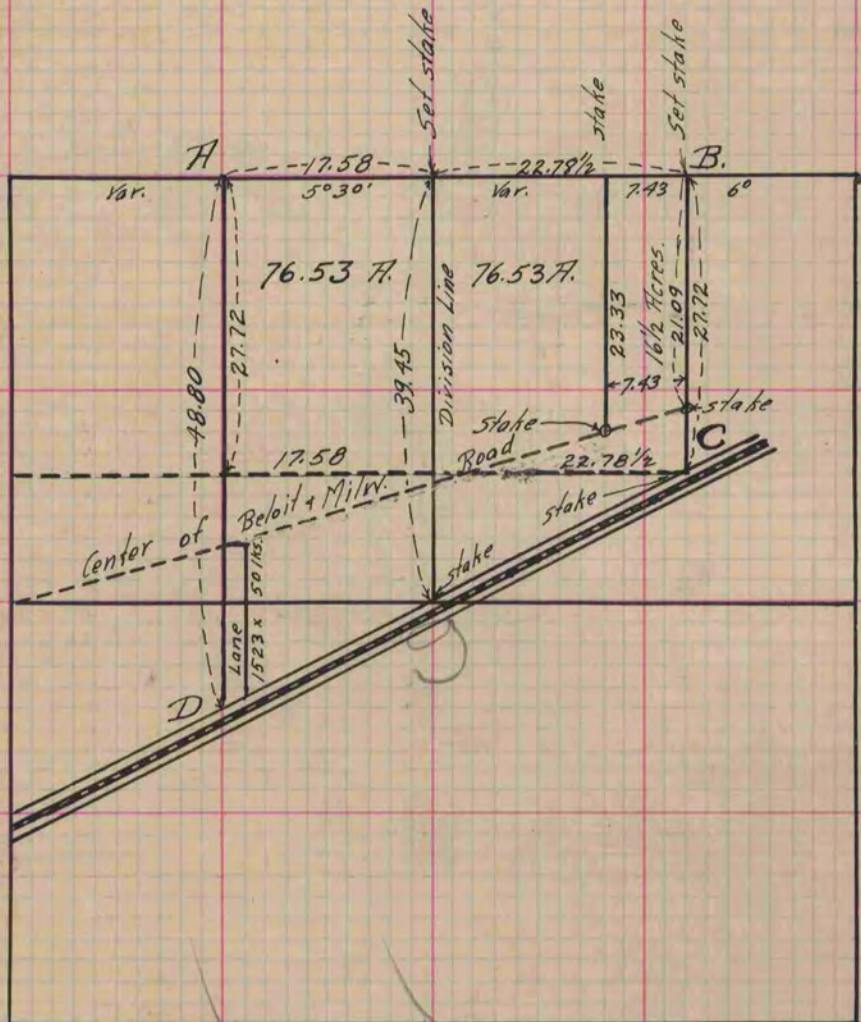 Set stake
stake
Set stake
A
17.58
22.78½
B.
Var.
5°30'
Var.
7.43
6°
76.53 A.
76.53 A.
48.80
27.72
39.45
Division Line
23.33
16½ Acres.
21.09
27.72
7.43
stake
stake
C
17.58
Road
22.78½
Center of Beloit & Milw.
stake
stake
Lane
1523 x 50 lks.
9
D